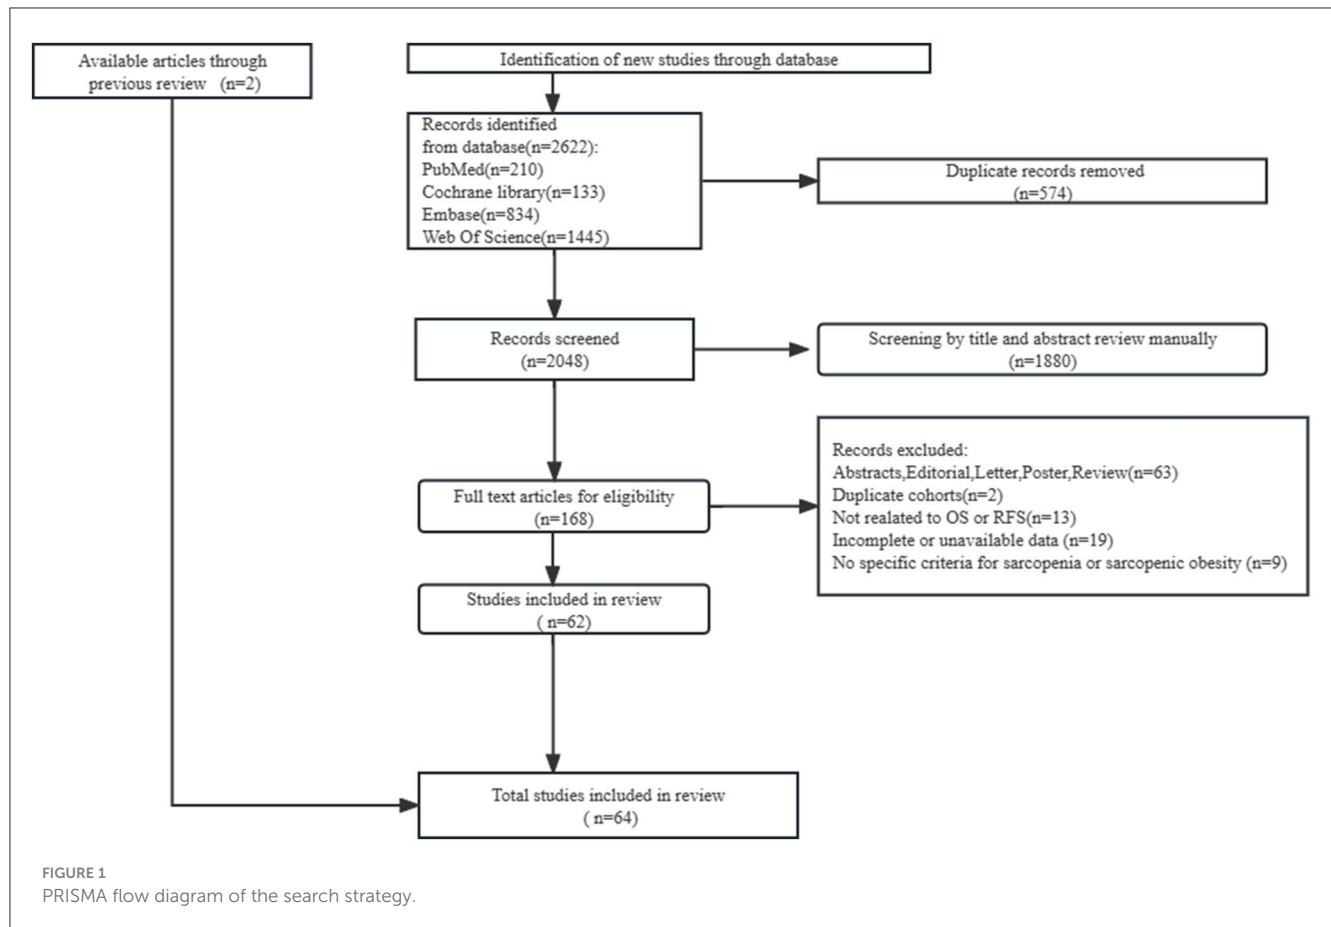 Available articles through
previous review (n=2)
Identification of new studies through database
Records identified
from database(n=2622):
PubMed(n=210)
Cochrane library(n=133)
Embase(n=834)
Web Of Science(n=1445)
Duplicate records removed
(n=574)
Records screened
(n=2048)
Screening by title and abstract review manually
(n=1880)
Full text articles for eligibility
(n=168)
Records excluded:
Abstracts,Editorial,Letter,Poster,Review(n=63)
Duplicate cohorts(n=2)
Not realated to OS or RFS(n=13)
Incomplete or unavailable data (n=19)
No specific criteria for sarcopenia or sarcopenic obesity (n=9)
Studies included in review
( n=62)
Total studies included in review
( n=64)
FIGURE 1
PRISMA flow diagram of the search strategy.